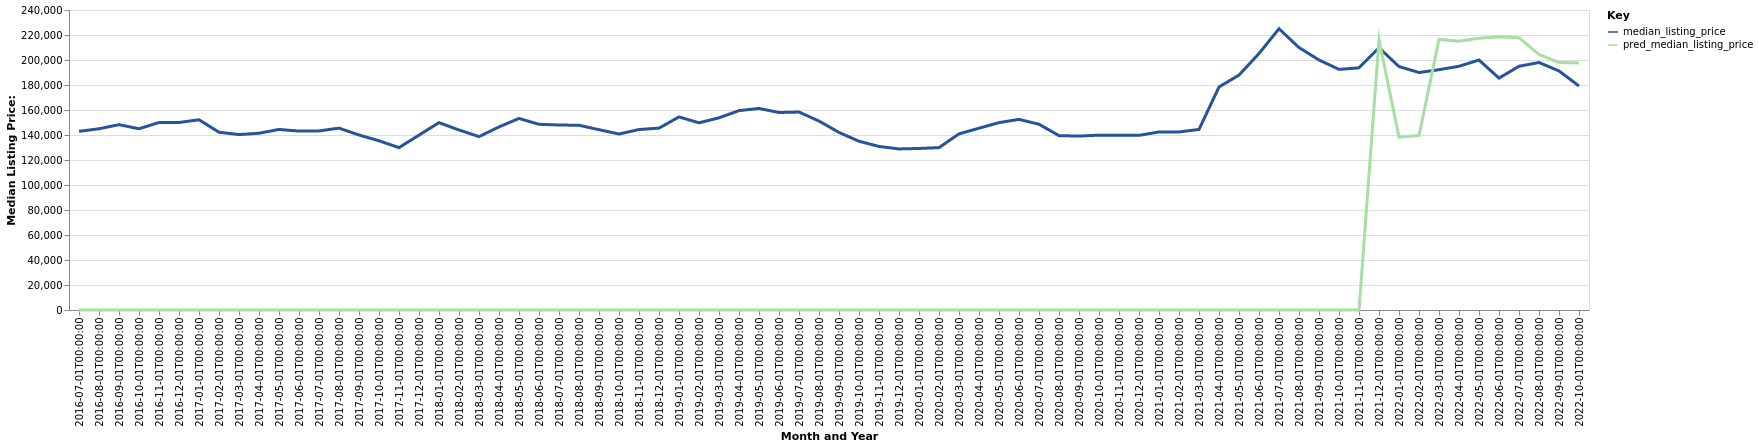 240,000
220,000
200,000
180,000
160,000
140,000
120,000
100,000
80,000
60,000
40,000
20,000
0
Median Listing Price:
2016-07-01T00:00:00
2016-08-01T00:00:00
2016-09-01T00:00:00
2016-10-01T00:00:00
2016-11-01T00:00:00
2016-12-01T00:00:00
2017-01-01T00:00:00
2017-02-01T00:00:00
2017-03-01T00:00:00
2017-04-01T00:00:00
2017-05-01T00:00:00
2017-06-01T00:00:00
2017-07-01T00:00:00
2017-08-01T00:00:00
2017-09-01T00:00:00
2017-10-01T00:00:00
2017-11-01T00:00:00
2017-12-01T00:00:00
2018-01-01T00:00:00
2018-02-01T00:00:00
2018-03-01T00:00:00
2018-04-01T00:00:00
2018-05-01T00:00:00
2018-06-01T00:00:00
2018-07-01T00:00:00
2018-08-01T00:00:00
2018-09-01T00:00:00
2018-10-01T00:00:00
2018-11-01T00:00:00
2018-12-01T00:00:00
2019-01-01T00:00:00
2019-02-01T00:00:00
2019-03-01T00:00:00
2019-04-01T00:00:00
2019-05-01T00:00:00
2019-06-01T00:00:00
2019-07-01T00:00:00
2019-08-01T00:00:00
2019-09-01T00:00:00
2019-10-01T00:00:00
2019-11-01T00:00:00
2019-12-01T00:00:00
2020-01-01T00:00:00
2020-02-01T00:00:00
2020-03-01T00:00:00
2020-04-01T00:00:00
2020-05-01T00:00:00
2020-06-01T00:00:00
2020-07-01T00:00:00
2020-08-01T00:00:00
2020-09-01T00:00:00
2020-10-01T00:00:00
2020-11-01T00:00:00
2020-12-01T00:00:00
2021-01-01T00:00:00
2021-02-01T00:00:00
2021-03-01T00:00:00
2021-04-01T00:00:00
2021-05-01T00:00:00
2021-06-01T00:00:00
2021-07-01T00:00:00
2021-08-01T00:00:00
2021-09-01T00:00:00
2021-10-01T00:00:00
2021-11-01T00:00:00
2021-12-01T00:00:00
2022-01-01T00:00:00
2022-02-01T00:00:00
2022-03-01T00:00:00
2022-04-01T00:00:00
2022-05-01T00:00:00
2022-06-01T00:00:00
2022-07-01T00:00:00
2022-08-01T00:00:00
2022-09-01T00:00:00
2022-10-01T00:00:00
Month and Year
Key
median_listing_price
pred_median_listing_price